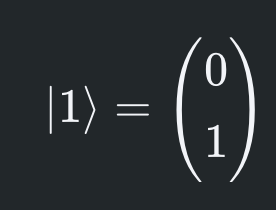 |1⟩ = (0
1)